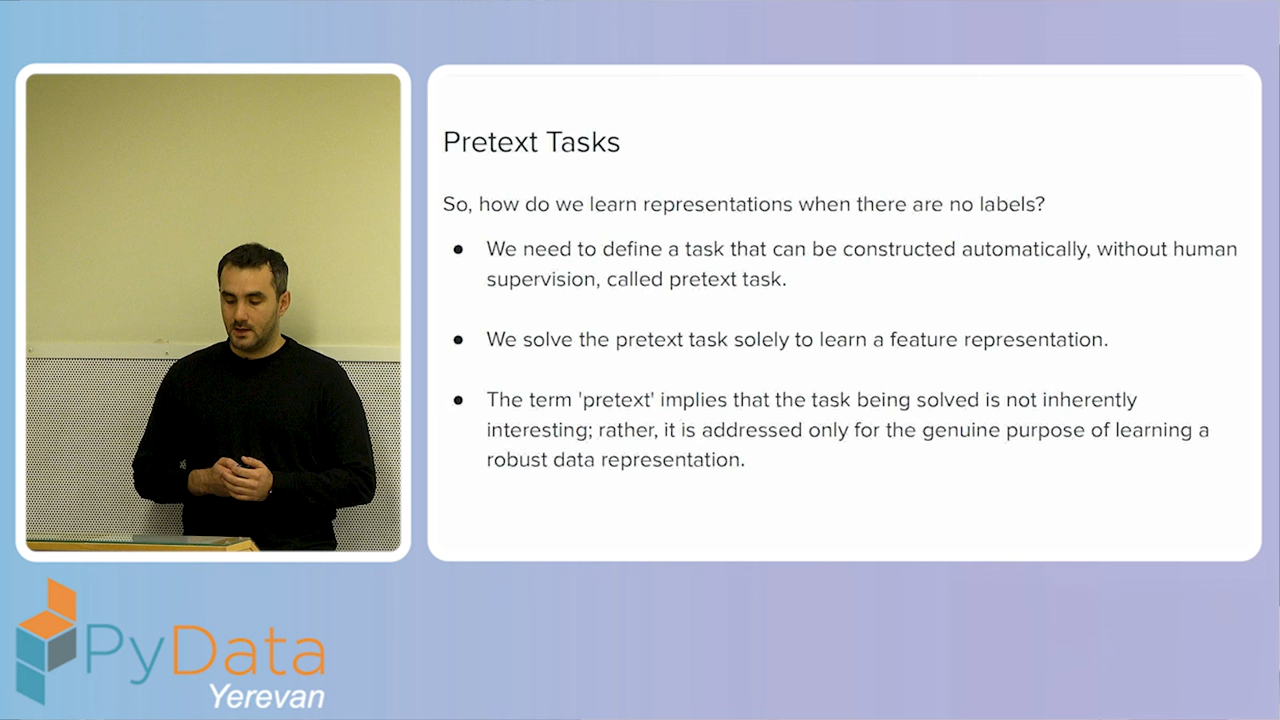 Pretext Tasks
So, how do we learn representations when there are no labels?
● We need to define a task that can be constructed automatically, without human
supervision, called pretext task.
● We solve the pretext task solely to learn a feature representation.
● The term 'pretext' implies that the task being solved is not inherently
interesting; rather, it is addressed only for the genuine purpose of learning a
robust data representation.
PyData
Yerevan